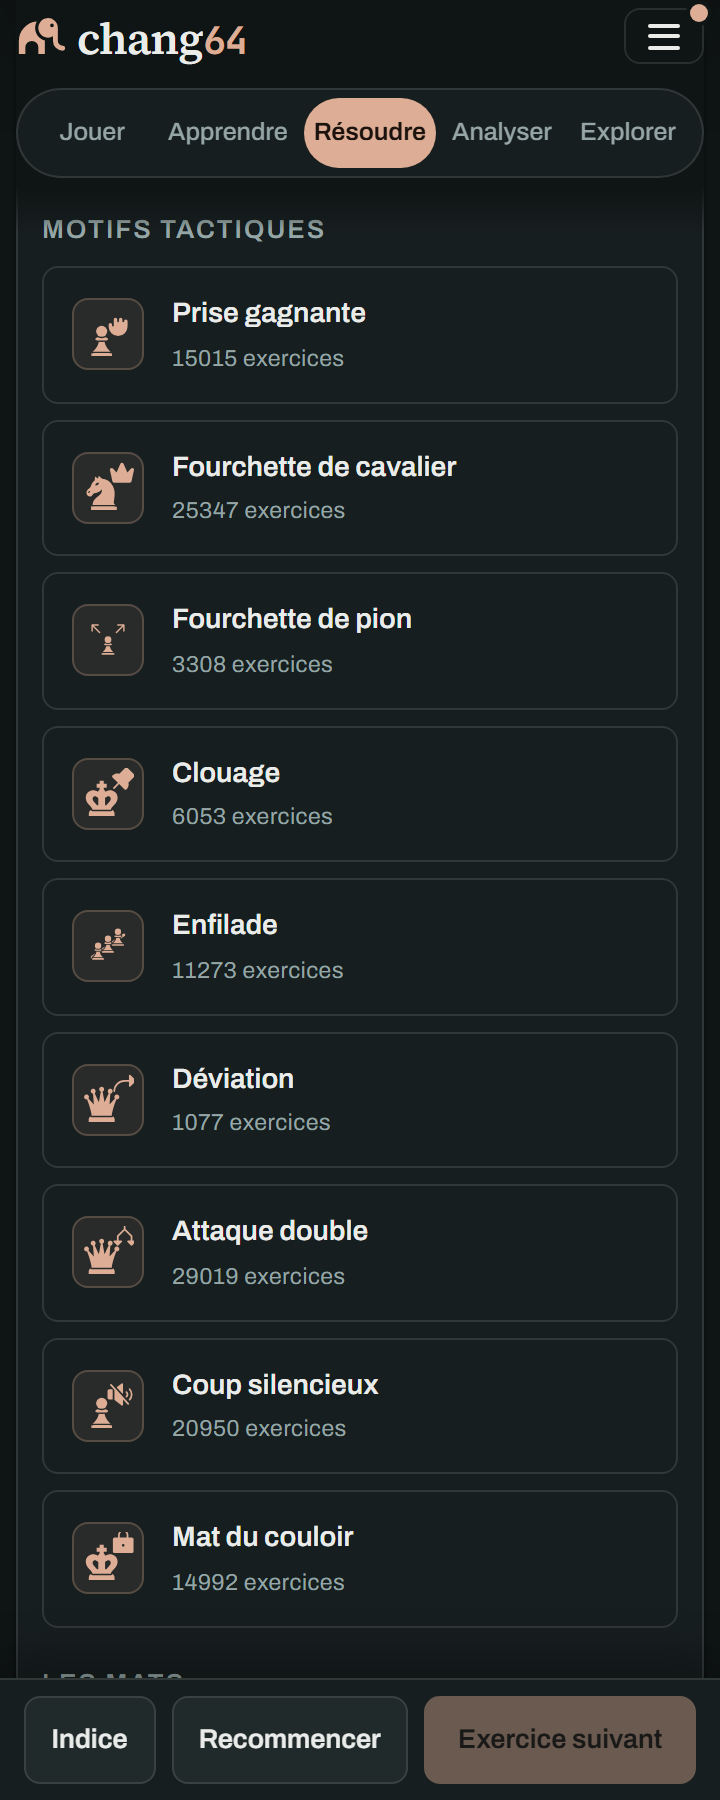 chang64
Jouer Apprendre Résoudre Analyser Explorer
MOTIFS TACTIQUES
Prise gagnante
15015 exercices
Fourchette de cavalier
25347 exercices
Fourchette de pion
3308 exercices
Clouage
6053 exercices
Enfilade
11273 exercices
Déviation
1077 exercices
Attaque double
29019 exercices
Coup silencieux
20950 exercices
Mat du couloir
14992 exercices
LES MATS
Indice Recommencer Exercice suivant